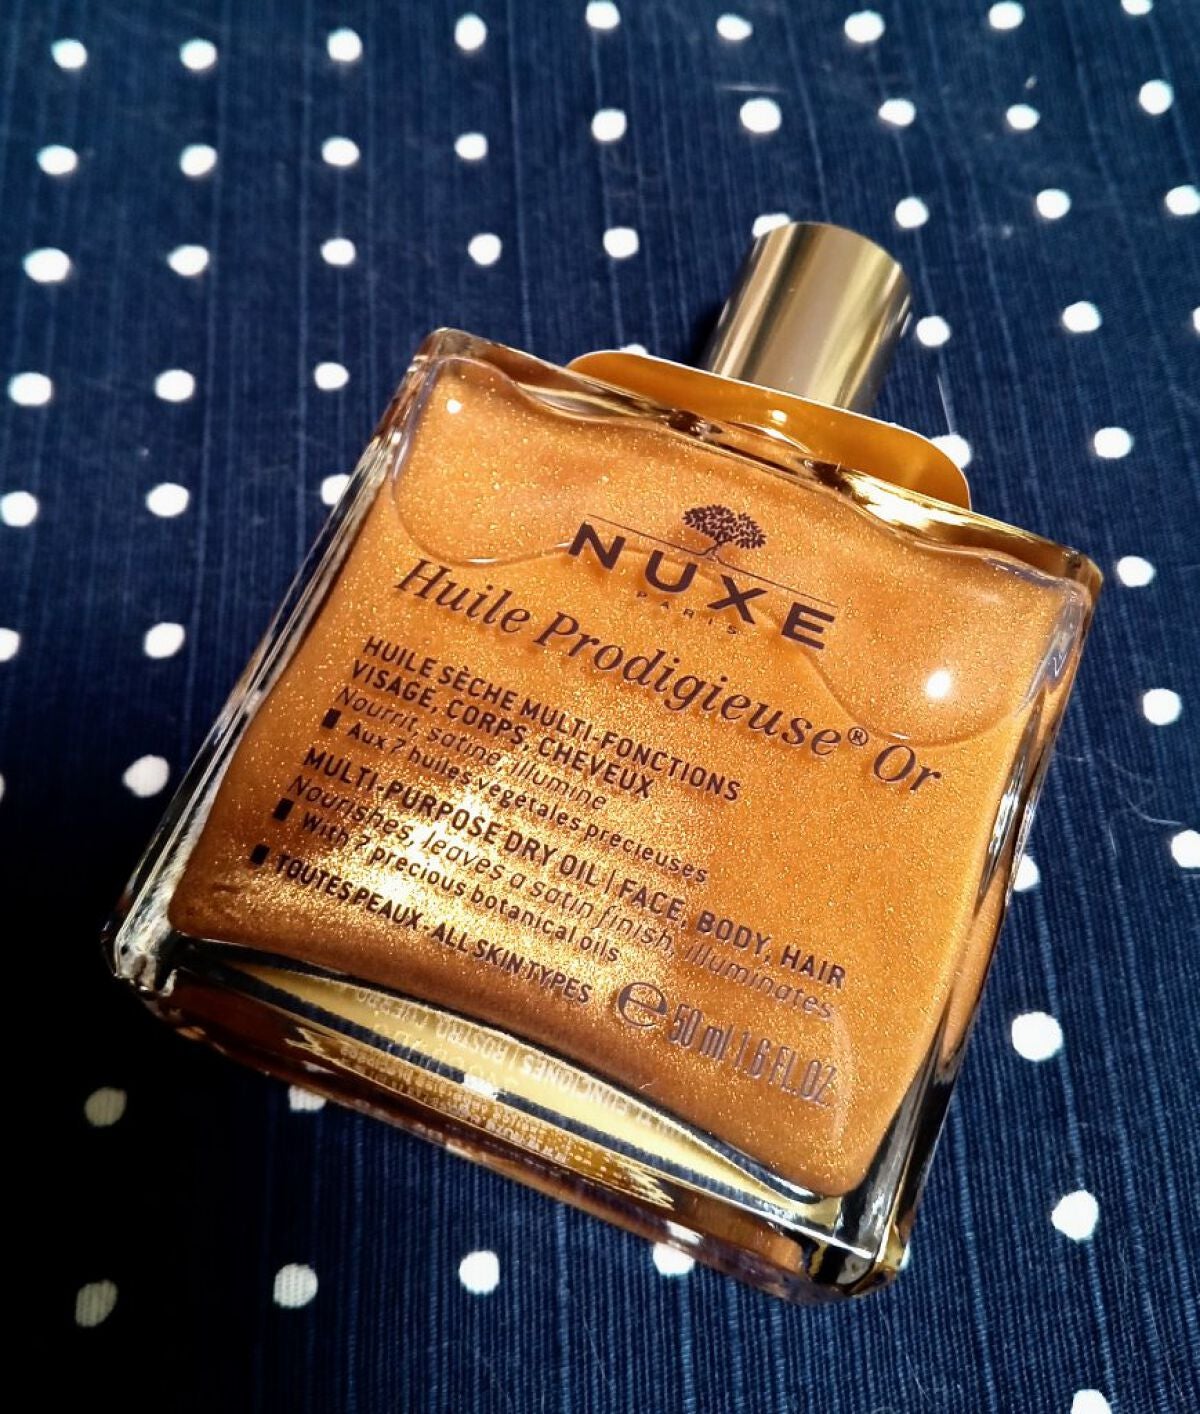 NUXE
PARIS
Huile Prodigieuse® Or
HUILE SÈCHE MULTI-FONCTIONS
VISAGE, CORPS, CHEVEUX
Nourrit, satine, illumine
Aux 7 huiles végétales précieuses
MULTI-PURPOSE DRY OIL | FACE, BODY, HAIR
Nourishes, leaves a satin finish, illuminates
With 7 precious botanical oils
TOUTES PEAUX - ALL SKIN TYPES
℮ 50 ml 1.6 FL.OZ